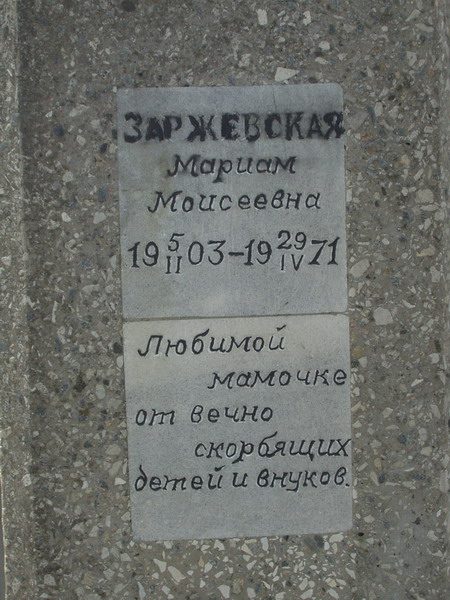 ЗАРЖЕВСКАЯ
Мариам
Моисеевна
19 5/II 03-19 29/IV 71
Любимой
мамочке
от вечно
скорбящих
детей и внуков.